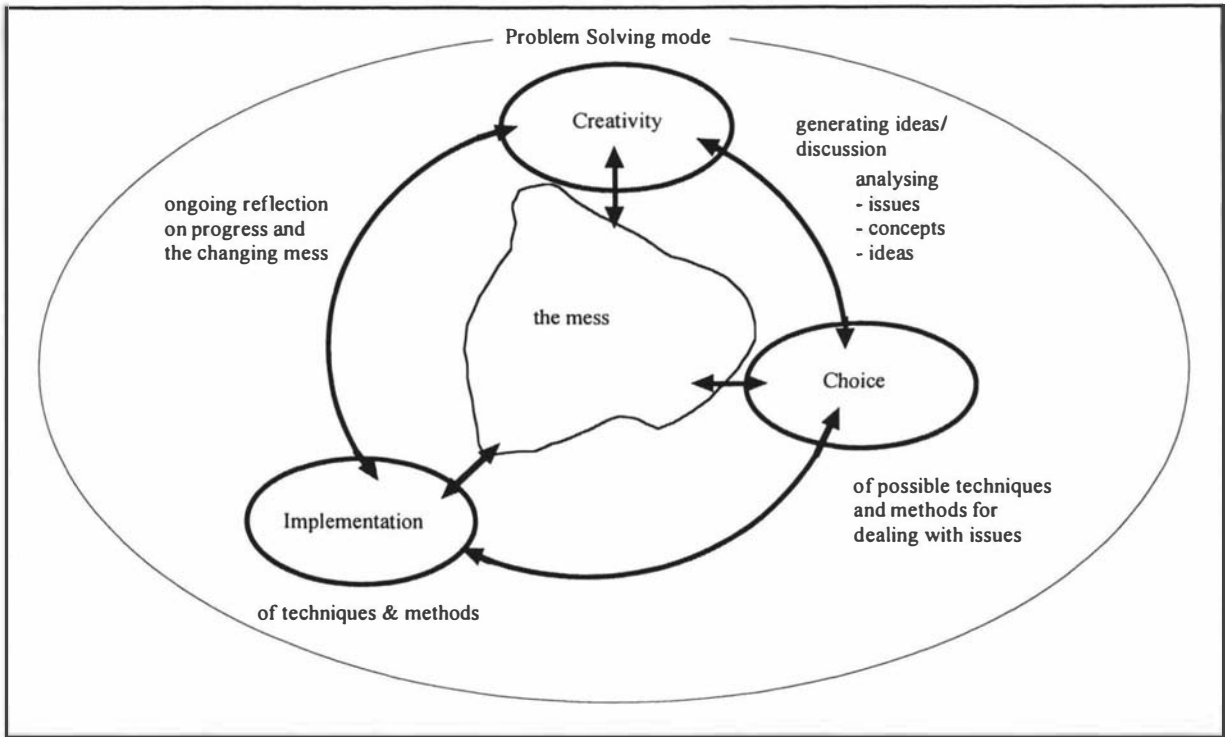 Problem Solving mode
Creativity
generating ideas/
discussion
analysing
- issues
- concepts
- ideas
ongoing reflection
on progress and
the changing mess
the mess
Choice
of possible techniques
and methods for
dealing with issues
Implementation
of techniques & methods